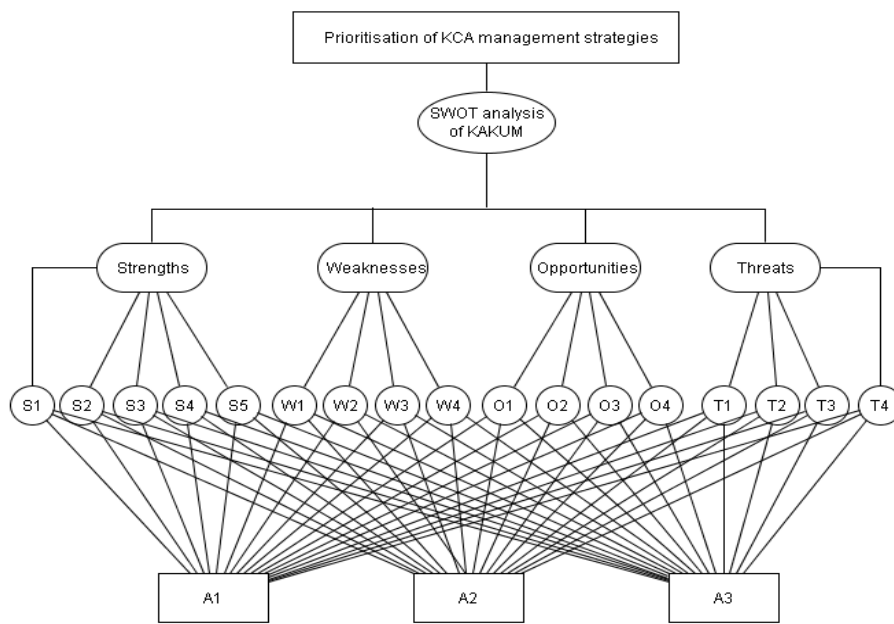 Prioritisation of KCA management strategies
SWOT analysis
of KAKUM
Strengths
Weaknesses
Opportunities
Threats
S1
S2
S3
S4
S5
W1
W2
W3
W4
O1
O2
O3
O4
T1
T2
T3
T4
A1
A2
A3